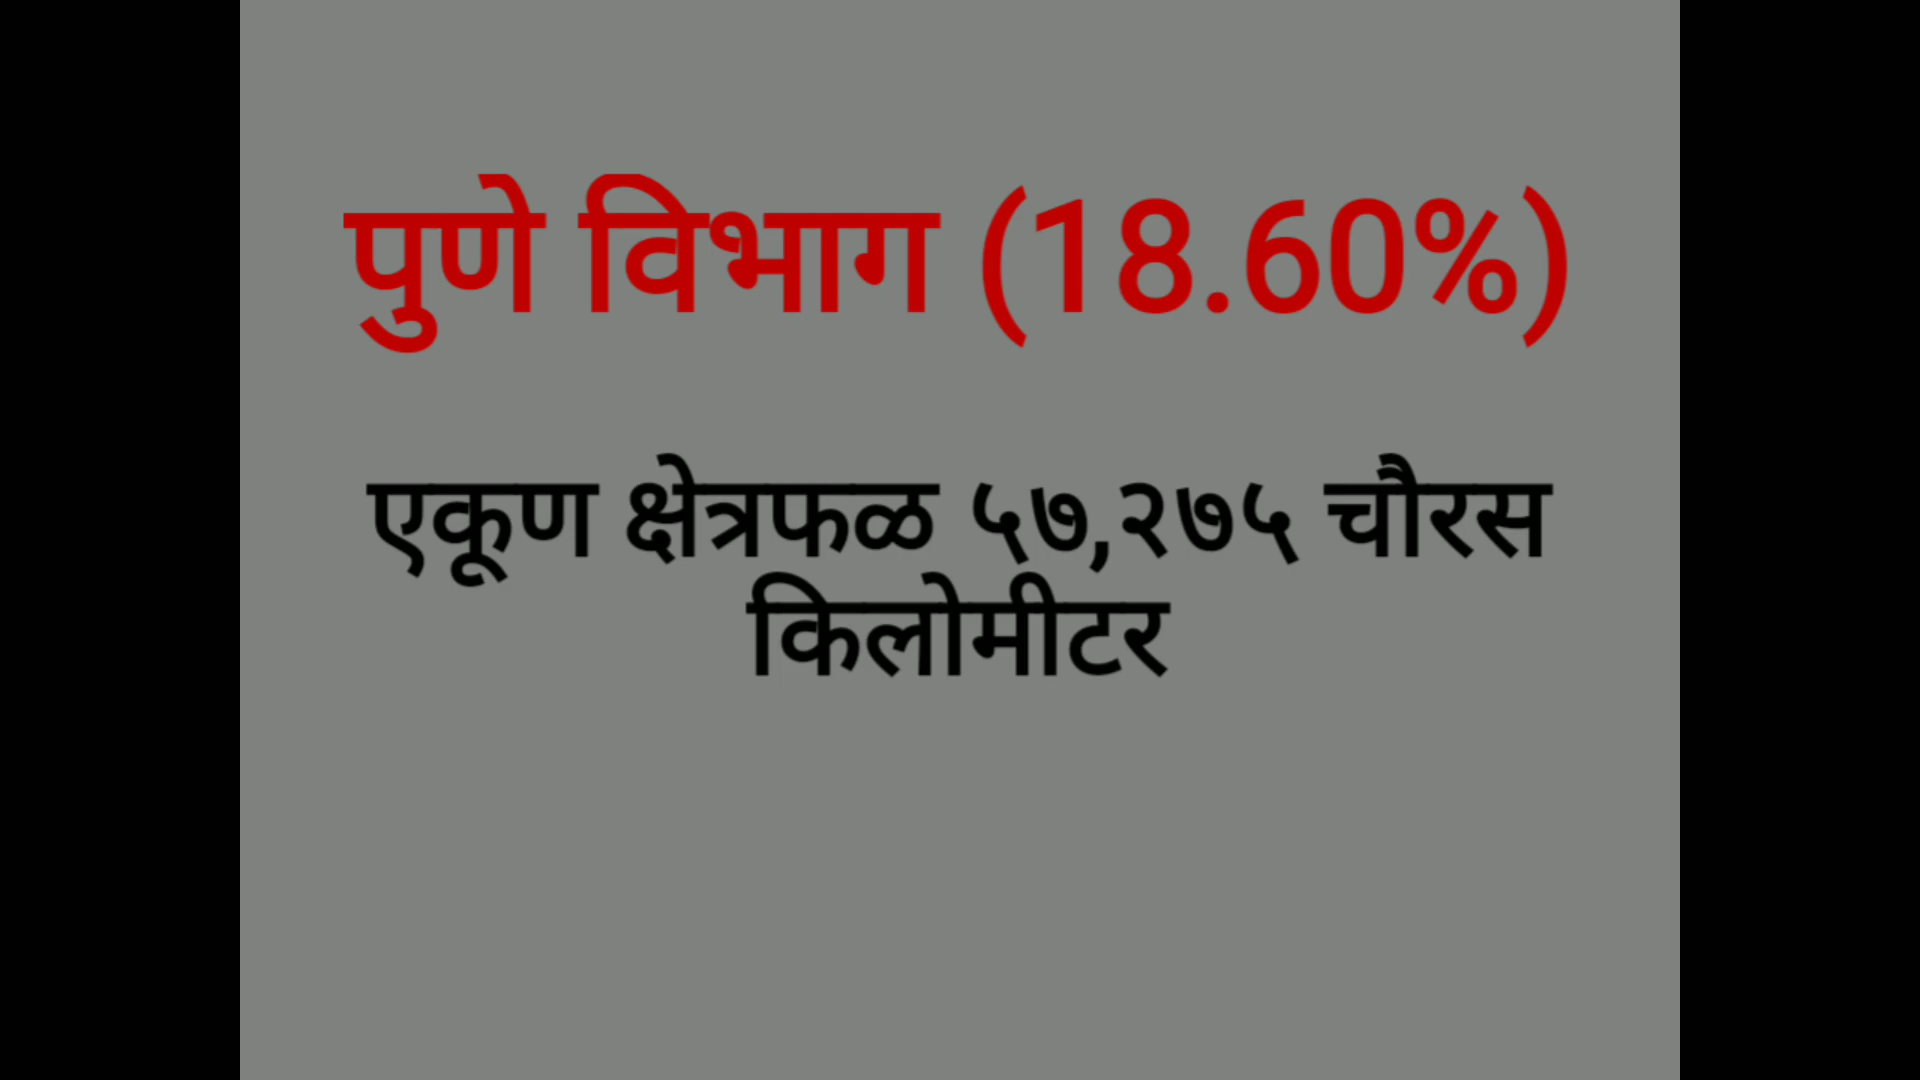 पुणे विभाग (18.60%)
एकूण क्षेत्रफळ ५७,२७५ चौरस
किलोमीटर